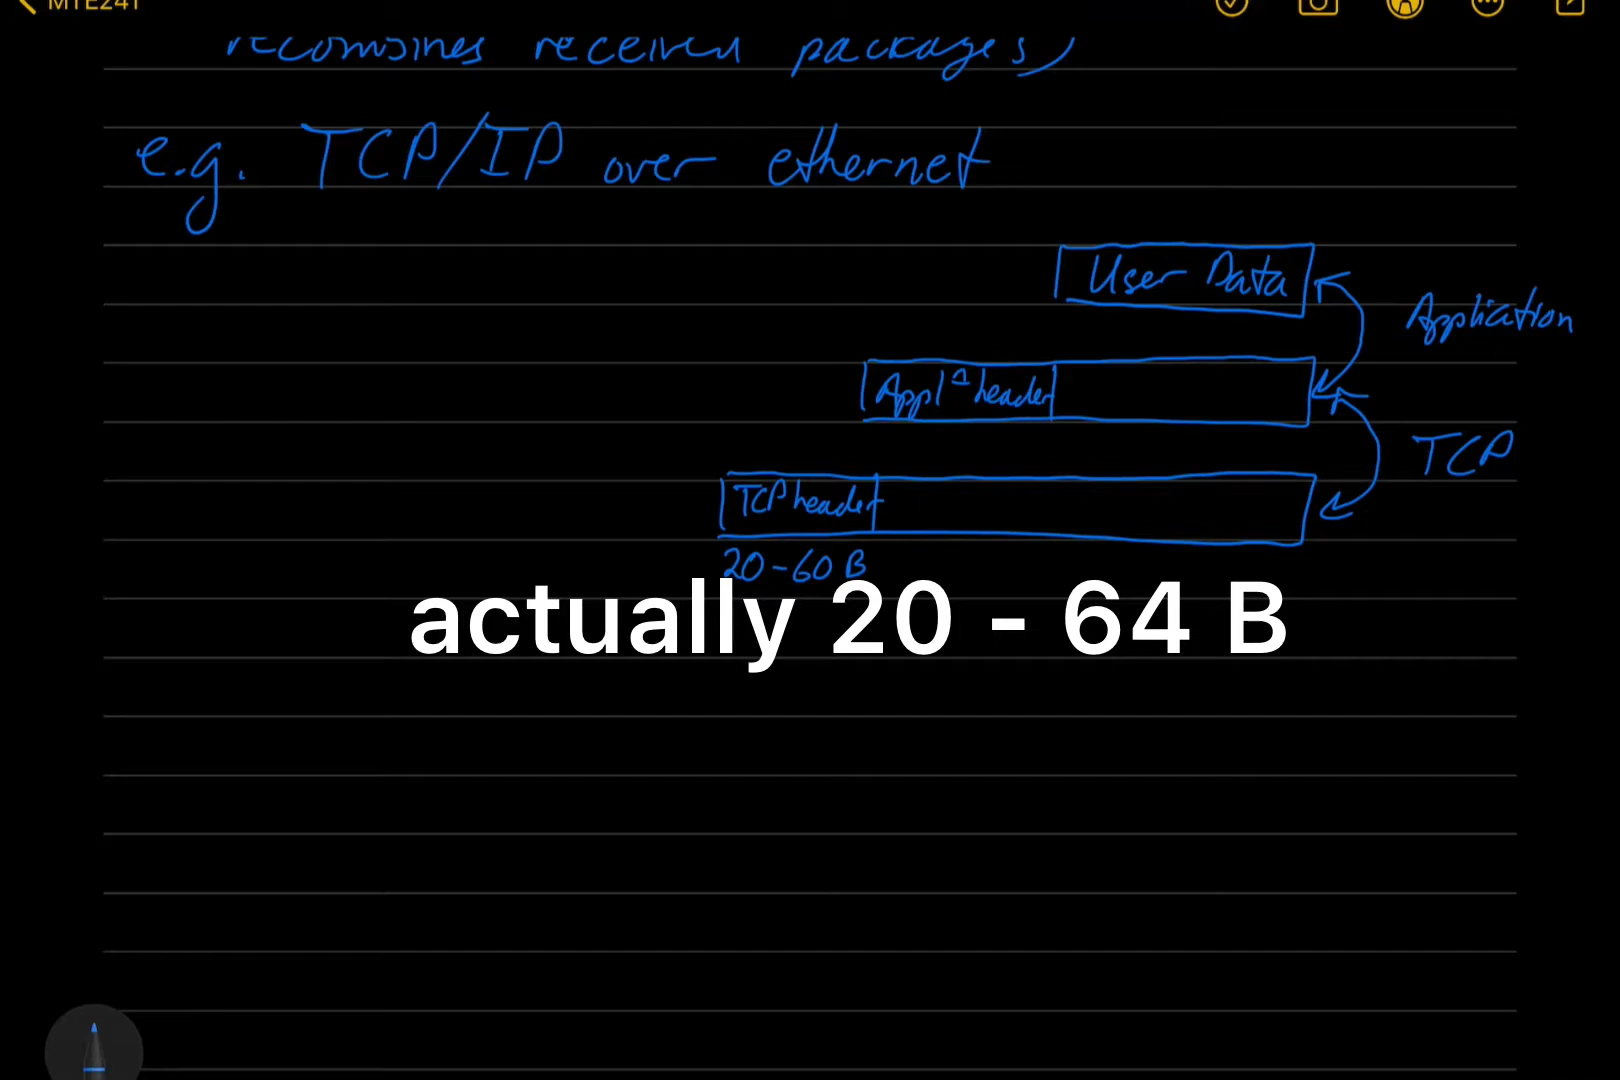 MTE241
recombines received packages)
e.g. TCP/IP over ethernet
User Data
Application
Appl⁠ⁿ header
TCP
TCP header
20-60 B
actually 20 - 64 B